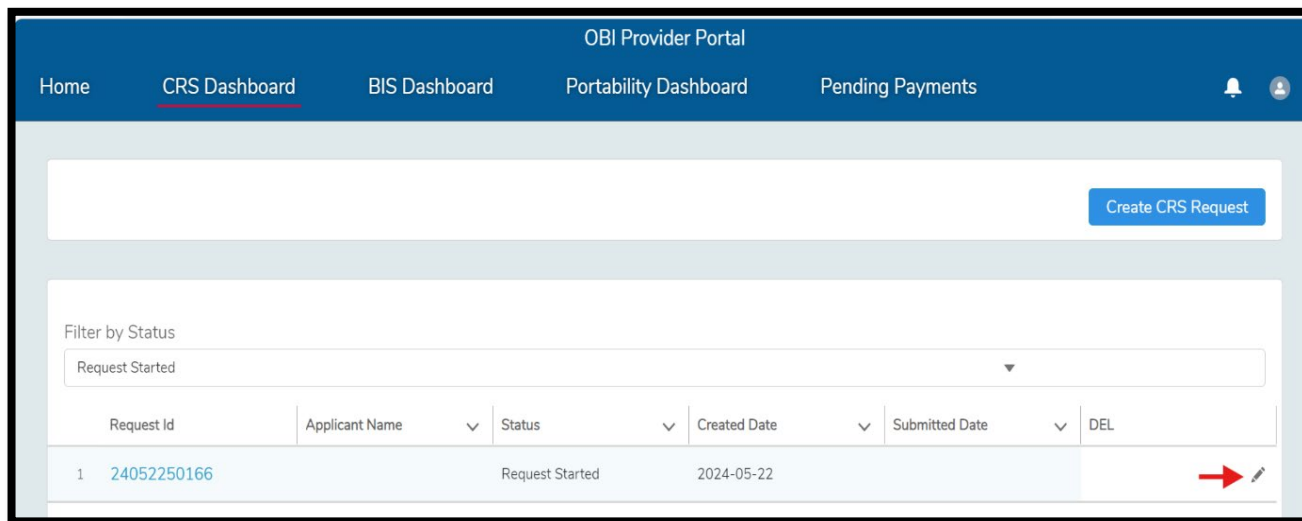 OBI Provider Portal
Home CRS Dashboard BIS Dashboard Portability Dashboard Pending Payments
Create CRS Request
Filter by Status
Request Started
Request Id Applicant Name Status Created Date Submitted Date DEL
1 24052250166 Request Started 2024-05-22